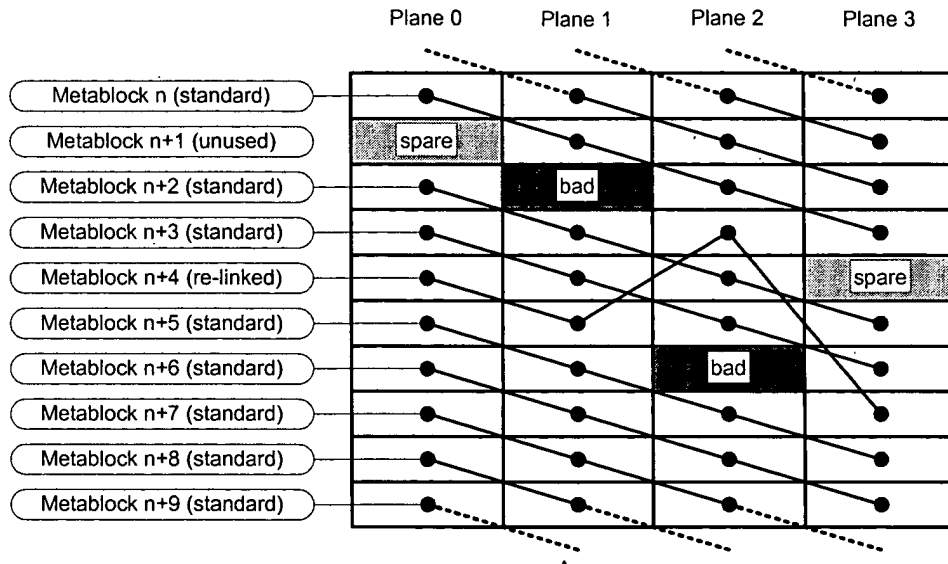 Plane 0 Plane 1 Plane 2 Plane 3
Metablock n (standard)
Metablock n+1 (unused) spare
Metablock n+2 (standard) bad
Metablock n+3 (standard)
Metablock n+4 (re-linked) spare
Metablock n+5 (standard)
Metablock n+6 (standard) bad
Metablock n+7 (standard)
Metablock n+8 (standard)
Metablock n+9 (standard)